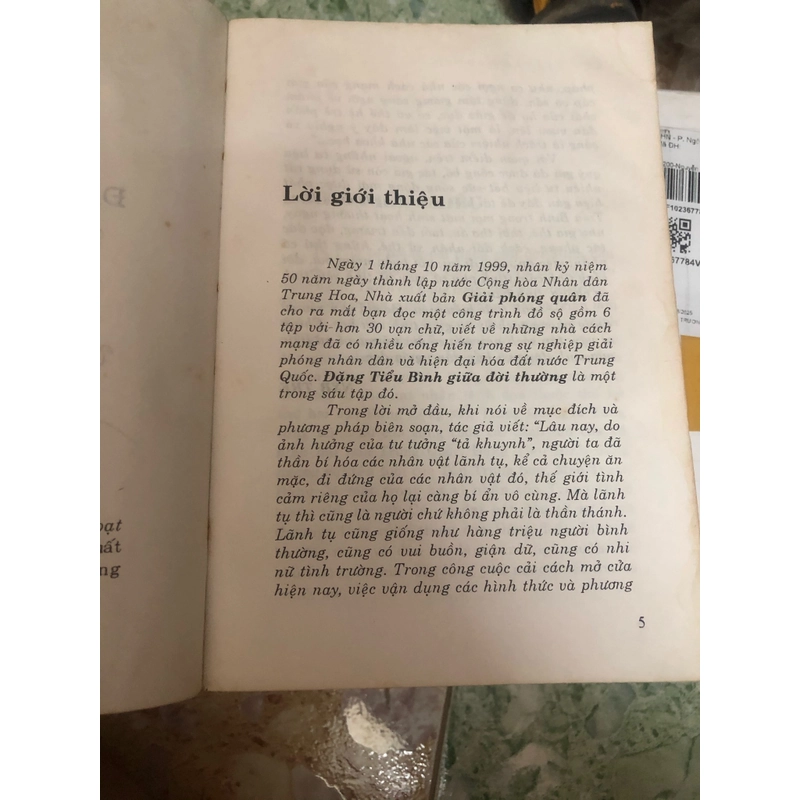 Đ
oạt
uất
ng
Lời giới thiệu
Ngày 1 tháng 10 năm 1999, nhân kỷ niệm
50 năm ngày thành lập nước Cộng hòa Nhân dân
Trung Hoa, Nhà xuất bản Giải phóng quân đã
cho ra mắt bạn đọc một công trình đồ sộ gồm 6
tập với hơn 30 vạn chữ, viết về những nhà cách
mạng đã có nhiều cống hiến trong sự nghiệp giải
phóng nhân dân và hiện đại hóa đất nước Trung
Quốc. Đặng Tiểu Bình giữa đời thường là một
trong sáu tập đó.
Trong lời mở đầu, khi nói về mục đích và
phương pháp biên soạn, tác giả viết: “Lâu nay, do
ảnh hưởng của tư tưởng “tả khuynh”, người ta đã
thần bí hóa các nhân vật lãnh tụ, kể cả chuyện ăn
mặc, đi đứng của các nhân vật đó, thế giới tình
cảm riêng của họ lại càng bí ẩn vô cùng. Mà lãnh
tụ thì cũng là người chứ không phải là thần thánh.
Lãnh tụ cũng giống như hàng triệu người bình
thường, cũng có vui buồn, giận dữ, cũng có nhi
nữ tình trường. Trong công cuộc cải cách mở cửa
hiện nay, việc vận dụng các hình thức và phương
5